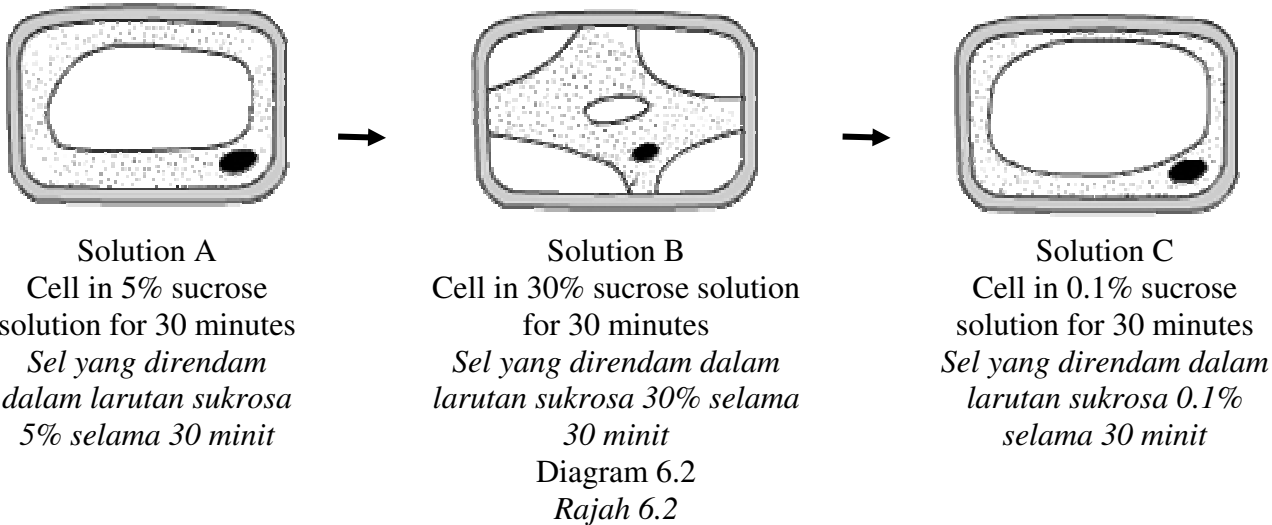 Solution A
Cell in 5% sucrose
solution for 30 minutes
Sel yang direndam
dalam larutan sukrosa
5% selama 30 minit
Solution B
Cell in 30% sucrose solution
for 30 minutes
Sel yang direndam dalam
larutan sukrosa 30% selama
30 minit
Solution C
Cell in 0.1% sucrose
solution for 30 minutes
Sel yang direndam dalam
larutan sukrosa 0.1%
selama 30 minit
Diagram 6.2
Rajah 6.2